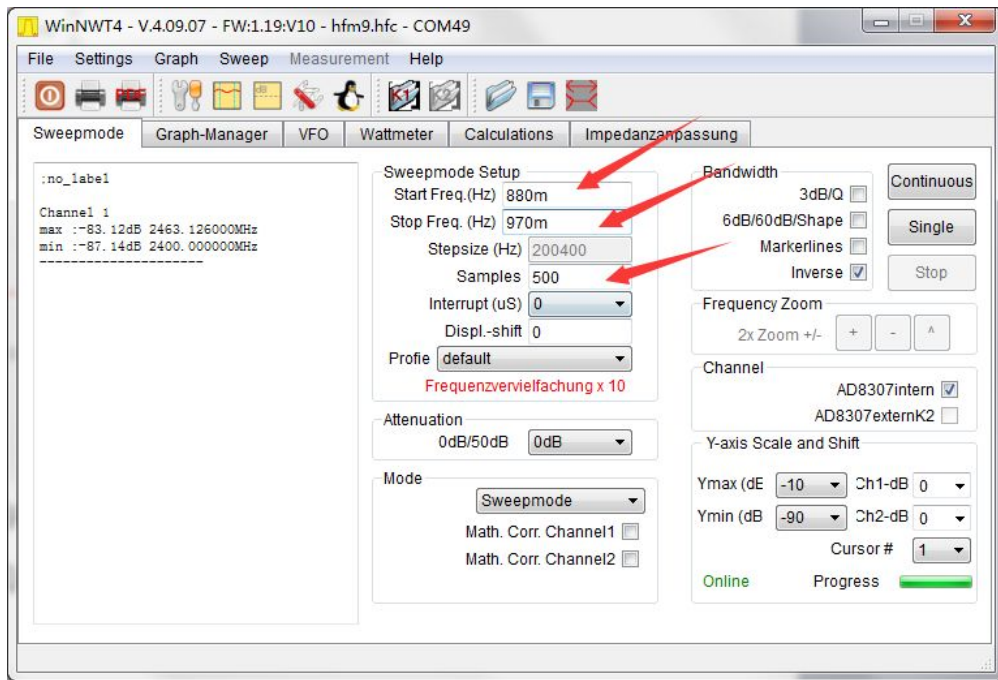 WinNWT4 - V.4.09.07 - FW:1.19:V10 - hfm9.hfc - COM49
File Settings Graph Sweep Measurement Help
Sweepmode Graph-Manager VFO Wattmeter Calculations Impedanzanpassung
;no_label
Channel 1
max :-83.12dB 2463.126000MHz
min :-87.14dB 2400.000000MHz
---------------------
Sweepmode Setup
Start Freq.(Hz) 880m
Stop Freq. (Hz) 970m
Stepsize (Hz) 200400
Samples 500
Interrupt (uS) 0
Displ.-shift 0
Profie default
Frequenzvervielfachung x 10
Attenuation
0dB/50dB 0dB
Mode
Sweepmode
Math. Corr. Channel1
Math. Corr. Channel2
Bandwidth
3dB/Q
6dB/60dB/Shape
Markerlines
Inverse
Continuous
Single
Stop
Frequency Zoom
2x Zoom +/- + - ^
Channel
AD8307intern
AD8307externK2
Y-axis Scale and Shift
Ymax (dE -10 Ch1-dB 0
Ymin (dB -90 Ch2-dB 0
Cursor # 1
Online Progress